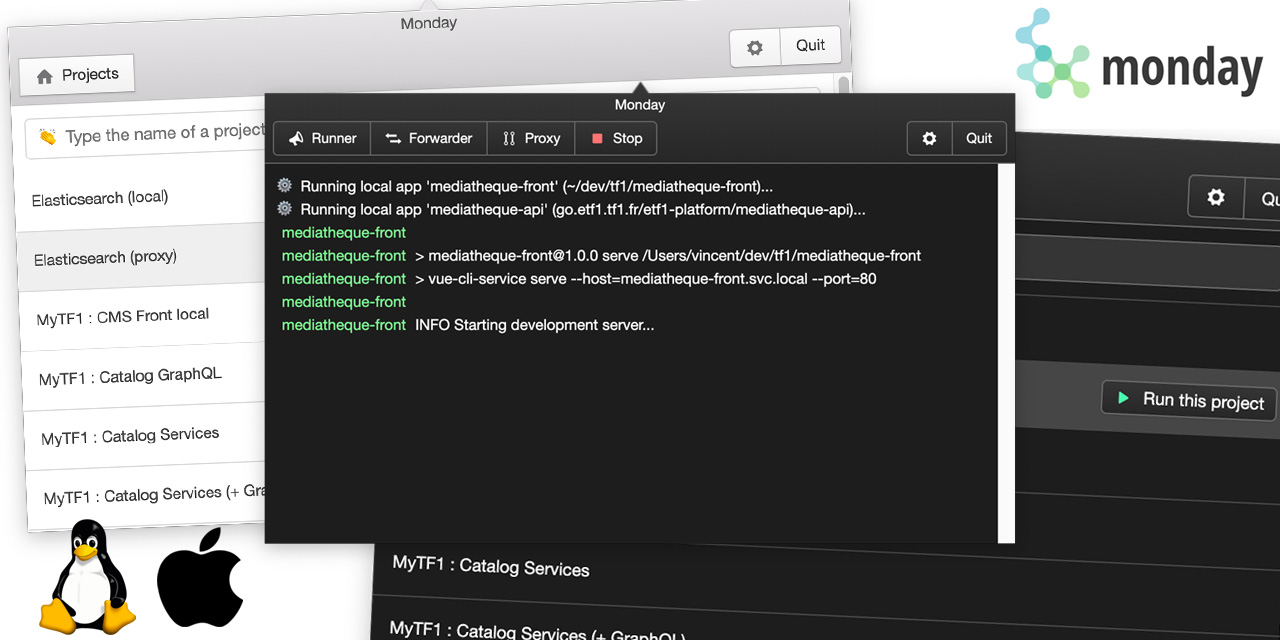 Monday
Projects
Quit
Type the name of a project
Elasticsearch (local)
Elasticsearch (proxy)
MyTF1 : CMS Front local
MyTF1 : Catalog GraphQL
MyTF1 : Catalog Services
MyTF1 : Catalog Services (+ Gra
Monday
Runner Forwarder Proxy Stop Quit
Running local app 'mediatheque-front' (~/dev/tf1/mediatheque-front)...
Running local app 'mediatheque-api' (go.etf1.tf1.fr/etf1-platform/mediatheque-api)...
mediatheque-front
mediatheque-front > mediatheque-front@1.0.0 serve /Users/vincent/dev/tf1/mediatheque-front
mediatheque-front > vue-cli-service serve --host=mediatheque-front.svc.local --port=80
mediatheque-front
mediatheque-front INFO Starting development server...
monday
Qu
Run this project
MyTF1 : Catalog Services
MyTF1 : Catalog Services (+ GraphQL)